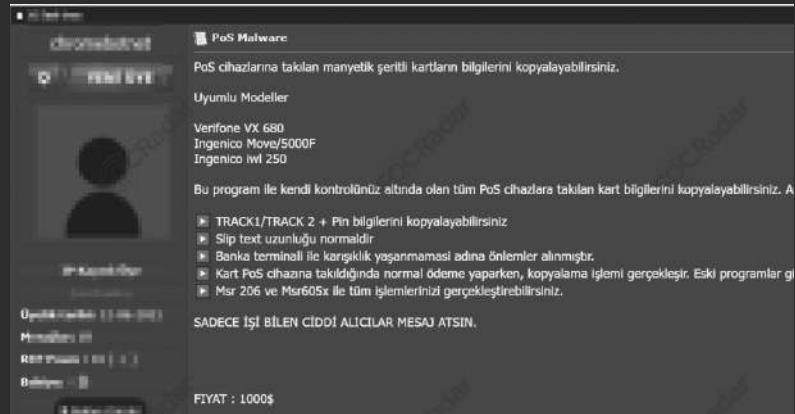 PoS Malware
PoS cihazlarına takılan manyetik şeritli kartların bilgilerini kopyalayabilirsiniz.
Uyumlu Modeller
Verifone VX 680
Ingenico Move/5000F
Ingenico iwl 250
Bu program ile kendi kontrolünüz altında olan tüm PoS cihazlara takılan kart bilgilerini kopyalayabilirsiniz. A
TRACK1/TRACK 2 + Pin bilgilerini kopyalayabilirsiniz
Slip text uzunluğu normaldir
Banka terminali ile karışıklık yaşanmaması adına önlemler alınmıştır.
Kart PoS cihazına takıldığında normal ödeme yaparken, kopyalama işlemi gerçekleşir. Eski programlar gi
Msr 206 ve Msr605x ile tüm işlemlerinizi gerçekleştirebilirsiniz.
SADECE İŞİ BİLEN CİDDİ ALICILAR MESAJ ATSIN.
FIYAT : 1000$
SOCRadar